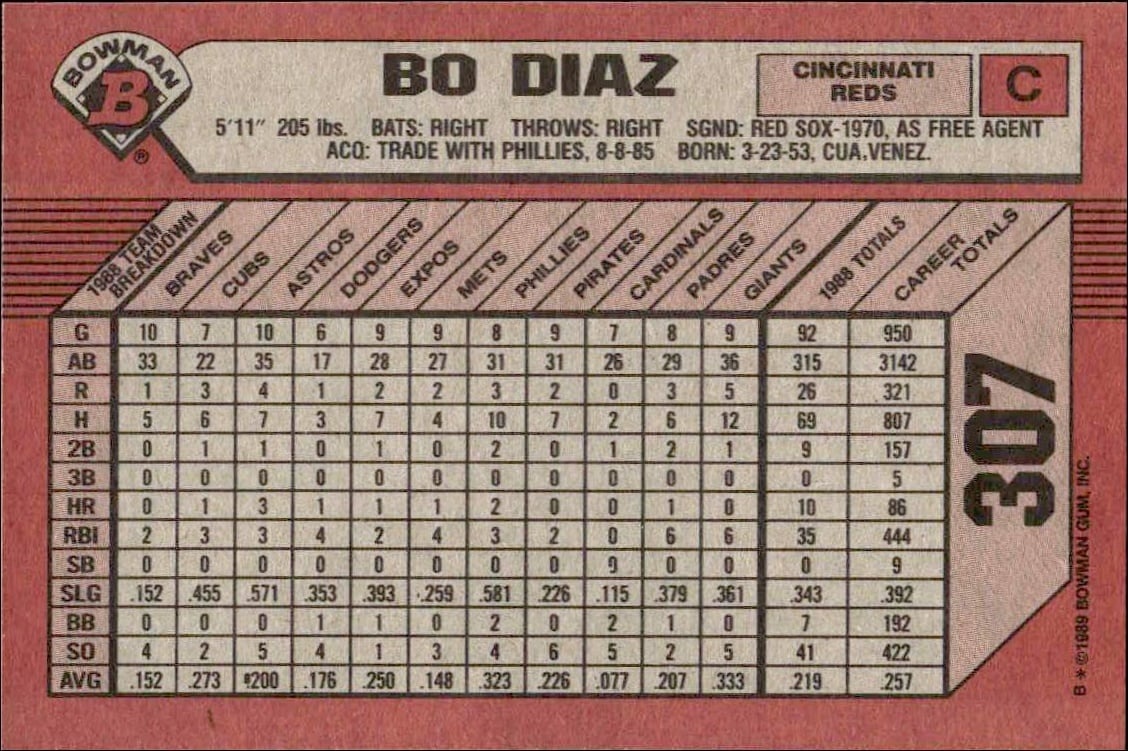 BOWMAN
B
®
BO DIAZ
CINCINNATI
REDS
C
5'11" 205 lbs. BATS: RIGHT THROWS: RIGHT SGND: RED SOX-1970, AS FREE AGENT
ACQ: TRADE WITH PHILLIES, 8-8-85 BORN: 3-23-53, CUA,VENEZ.
1988 TEAM BREAKDOWN BRAVES CUBS ASTROS DODGERS EXPOS METS PHILLIES PIRATES CARDINALS PADRES GIANTS 1988 TOTALS CAREER TOTALS
G 10 7 10 6 9 9 8 9 7 8 9 92 950
AB 33 22 35 17 28 27 31 31 26 29 36 315 3142
R 1 3 4 1 2 2 3 2 0 3 5 26 321
H 5 6 7 3 7 4 10 7 2 6 12 69 807
2B 0 1 1 0 1 0 2 0 1 2 1 9 157
3B 0 0 0 0 0 0 0 0 0 0 0 0 5
HR 0 1 3 1 1 1 2 0 0 1 0 10 86
RBI 2 3 3 4 2 4 3 2 0 6 6 35 444
SB 0 0 0 0 0 0 0 0 0 0 0 0 9
SLG .152 .455 .571 .353 .393 .259 .581 .226 .115 .379 .361 .343 .392
BB 0 0 0 1 1 0 2 0 2 1 0 7 192
SO 4 2 5 4 1 3 4 6 5 2 5 41 422
AVG .152 .273 .200 .176 .250 .148 .323 .226 .077 .207 .333 .219 .257
307
B * ©1989 BOWMAN GUM, INC.